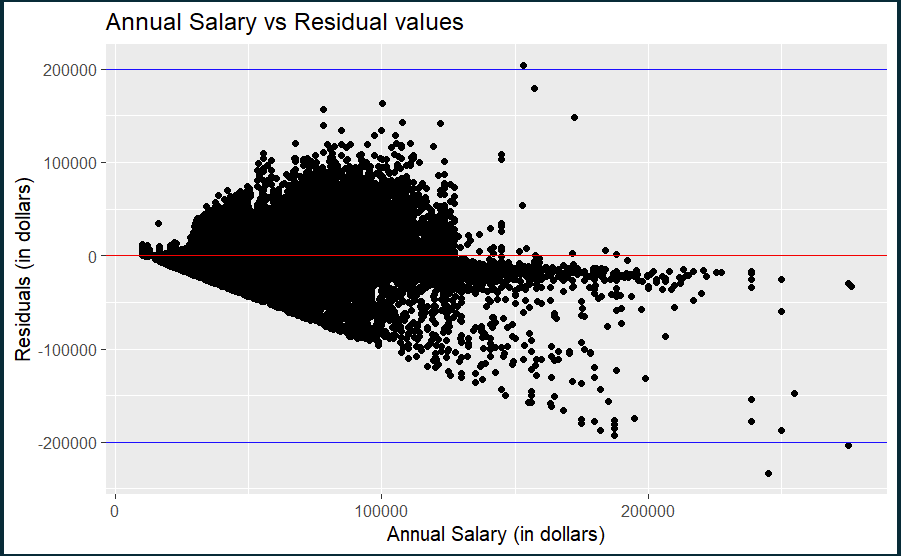 Annual Salary vs Residual values
200000
100000
0
-100000
-200000
Residuals (in dollars)
0
100000
200000
Annual Salary (in dollars)